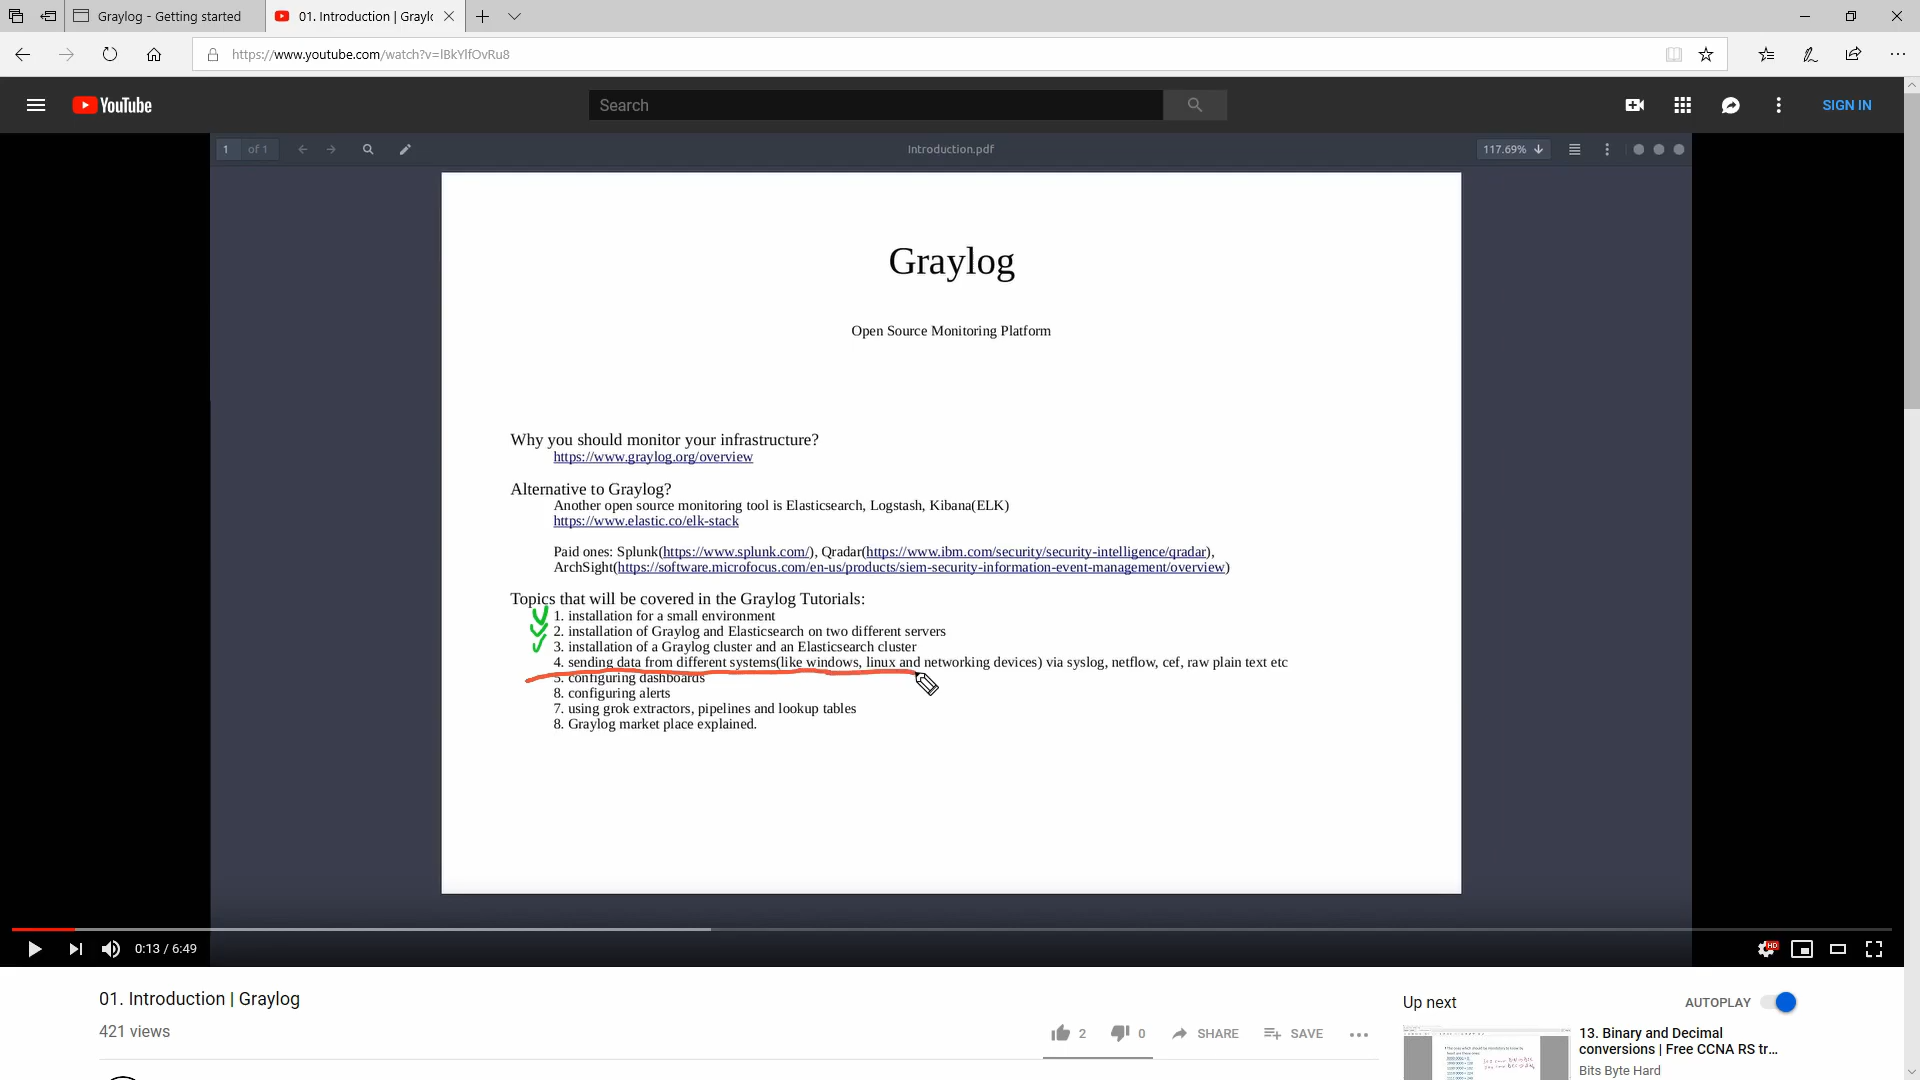 Graylog - Getting started
01. Introduction | Graylo
https://www.youtube.com/watch?v=lBkYlfOvRu8
YouTube
Search
SIGN IN
1 of 1
Introduction.pdf
117.69%
Graylog
Open Source Monitoring Platform
Why you should monitor your infrastructure?
https://www.graylog.org/overview
Alternative to Graylog?
Another open source monitoring tool is Elasticsearch, Logstash, Kibana(ELK)
https://www.elastic.co/elk-stack
Paid ones: Splunk(https://www.splunk.com/), Qradar(https://www.ibm.com/security/security-intelligence/qradar),
ArchSight(https://software.microfocus.com/en-us/products/siem-security-information-event-management/overview)
Topics that will be covered in the Graylog Tutorials:
1. installation for a small environment
2. installation of Graylog and Elasticsearch on two different servers
3. installation of a Graylog cluster and an Elasticsearch cluster
4. sending data from different systems(like windows, linux and networking devices) via syslog, netflow, cef, raw plain text etc
5. configuring dashboards
8. configuring alerts
7. using grok extractors, pipelines and lookup tables
8. Graylog market place explained.
0:13 / 6:49
HD
01. Introduction | Graylog
421 views
2
0
SHARE
SAVE
Up next
AUTOPLAY
13. Binary and Decimal
conversions | Free CCNA RS tr...
Bits Byte Hard